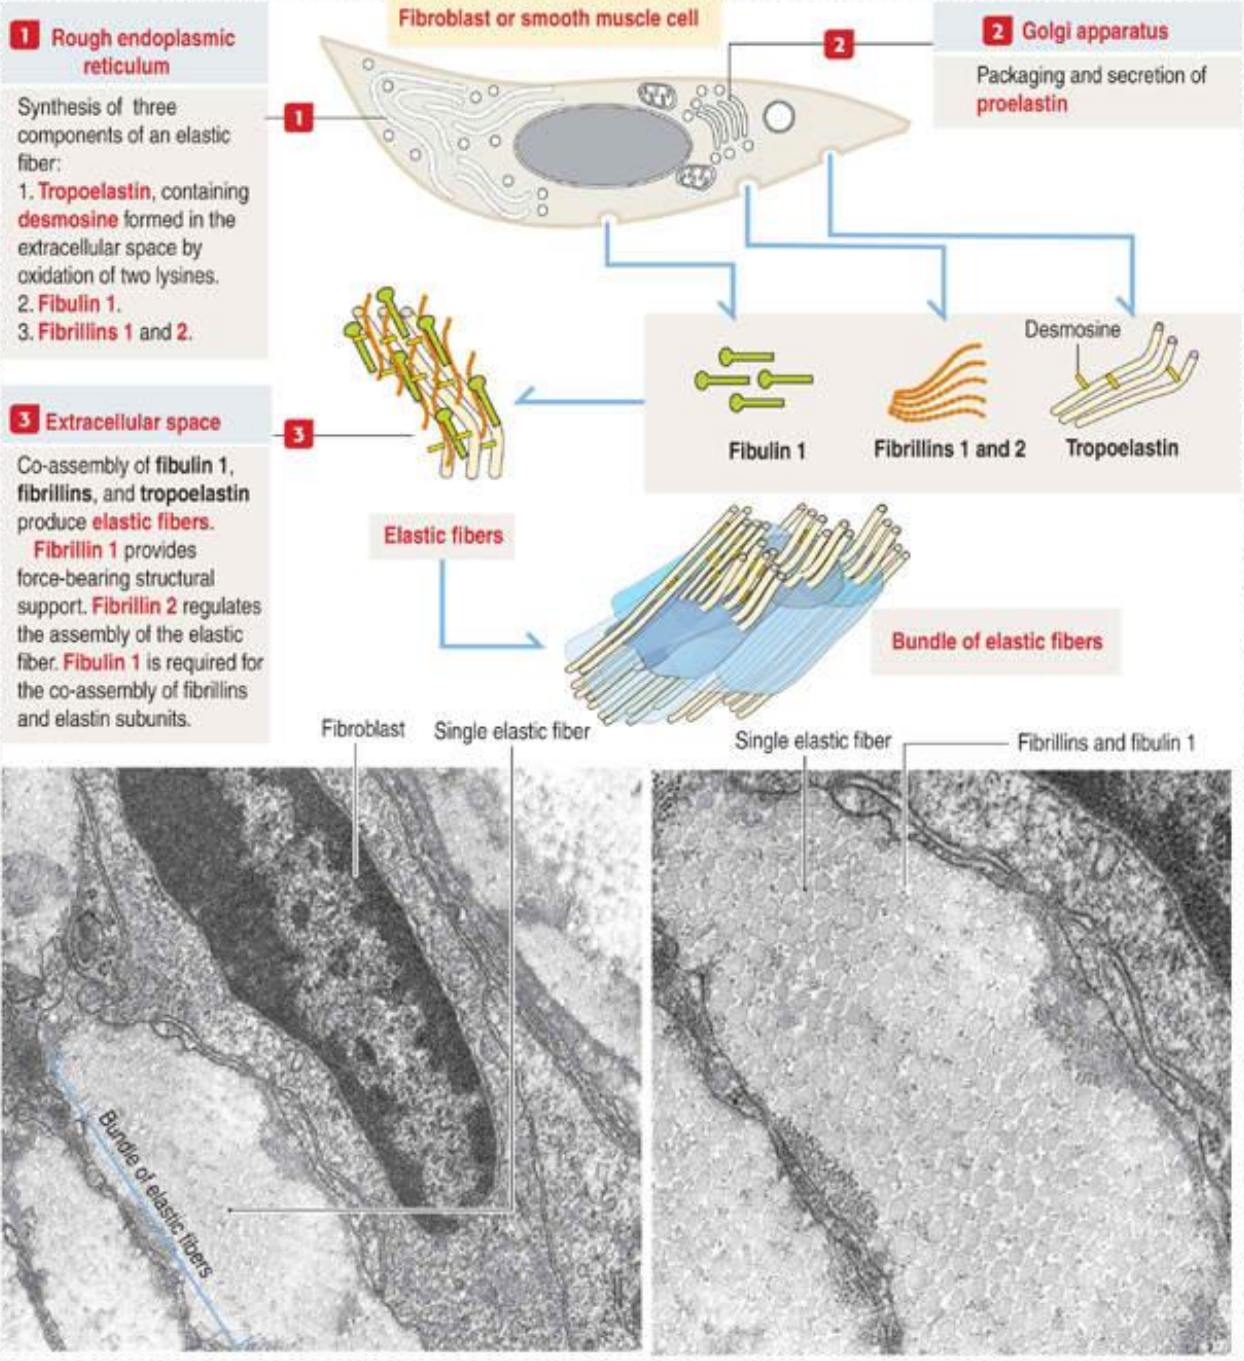 Fibroblast or smooth muscle cell
1 Rough endoplasmic
reticulum
Synthesis of three
components of an elastic
fiber:
1. Tropoelastin, containing
desmosine formed in the
extracellular space by
oxidation of two lysines.
2. Fibulin 1.
3. Fibrillins 1 and 2.
1
2
2 Golgi apparatus
Packaging and secretion of
proelastin
Desmosine
Fibulin 1
Fibrillins 1 and 2
Tropoelastin
3 Extracellular space
Co-assembly of fibulin 1,
fibrillins, and tropoelastin
produce elastic fibers.
Fibrillin 1 provides
force-bearing structural
support. Fibrillin 2 regulates
the assembly of the elastic
fiber. Fibulin 1 is required for
the co-assembly of fibrillins
and elastin subunits.
3
Elastic fibers
Bundle of elastic fibers
Fibroblast
Single elastic fiber
Single elastic fiber
Fibrillins and fibulin 1
Bundle of elastic fibers